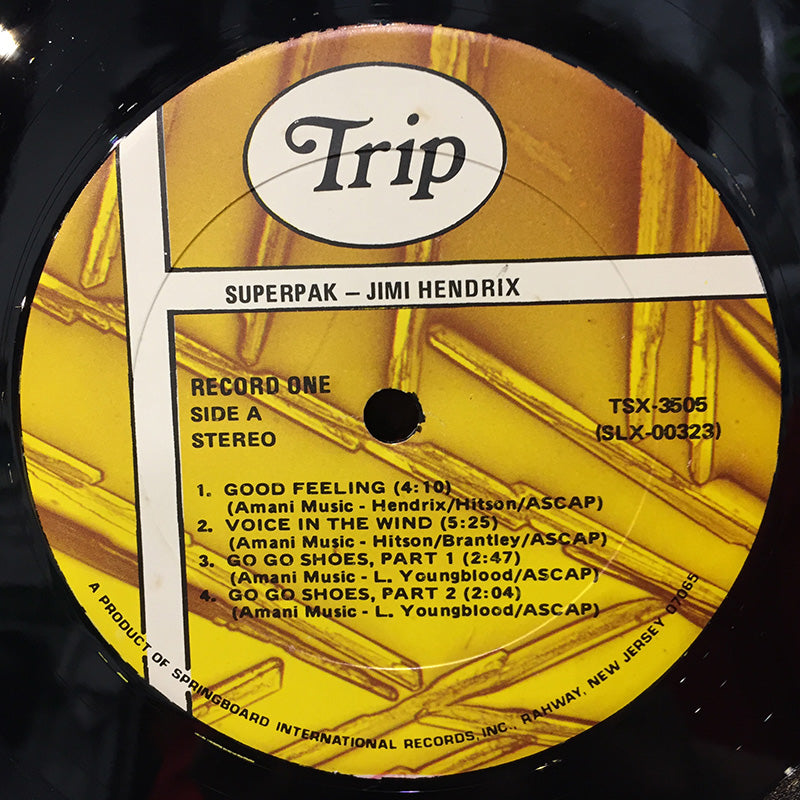 Trip
SUPERPAK – JIMI HENDRIX
RECORD ONE
SIDE A
STEREO
TSX-3505
(SLX-00323)
1. GOOD FEELING (4:10)
(Amani Music - Hendrix/Hitson/ASCAP)
2. VOICE IN THE WIND (5:25)
(Amani Music - Hitson/Brantley/ASCAP)
3. GO GO SHOES, PART 1 (2:47)
(Amani Music - L. Youngblood/ASCAP)
4. GO GO SHOES, PART 2 (2:04)
(Amani Music - L. Youngblood/ASCAP)
A PRODUCT OF SPRINGBOARD INTERNATIONAL RECORDS, INC., RAHWAY, NEW JERSEY 07065